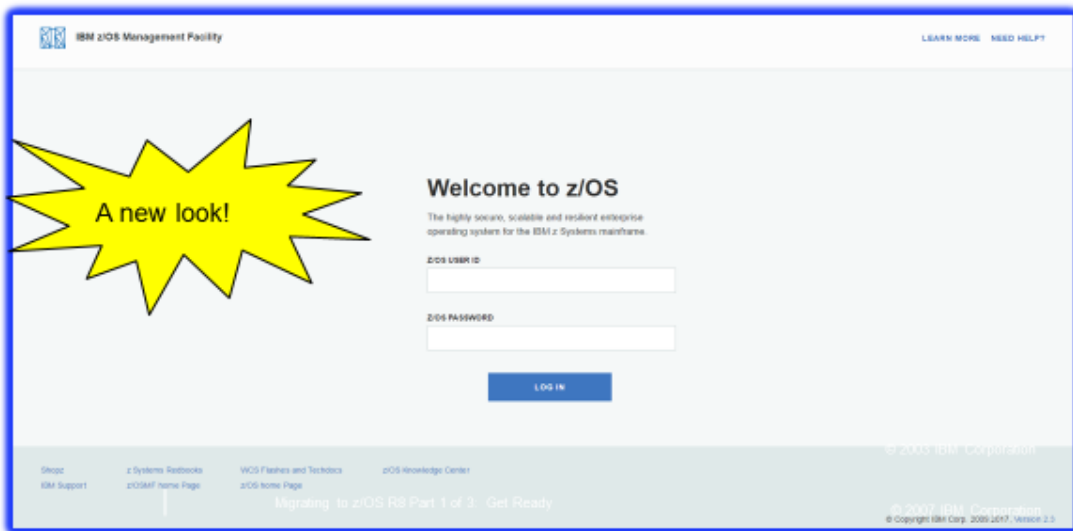 IBM z/OS Management Facility
LEARN MORE NEED HELP?
A new look!
Welcome to z/OS
The highly secure, scalable and resilient enterprise
operating system for the IBM z Systems mainframe.
Z/OS USER ID
Z/OS PASSWORD
LOG IN
© 2003 IBM Corporation
Shopz z Systems Redbooks WCS Flashes and Techdocs z/OS Knowledge Center
IBM Support z/OSMF home Page z/OS home Page
Migrating to z/OS R8 Part 1 of 3: Get Ready
© 2007 IBM Corporation
© Copyright IBM Corp. 2009,2017, Version 2.3